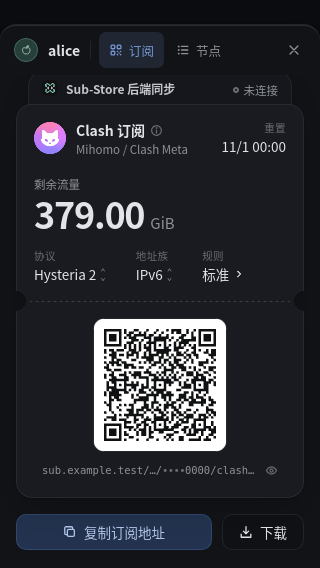 alice 订阅 节点
Sub-Store 后端同步 未连接
Clash 订阅 重置
Mihomo / Clash Meta 11/1 00:00
剩余流量
379.00 GiB
协议 地址族 规则
Hysteria 2 IPv6 标准
sub.example.test/…/••••0000/clash…
复制订阅地址 下载